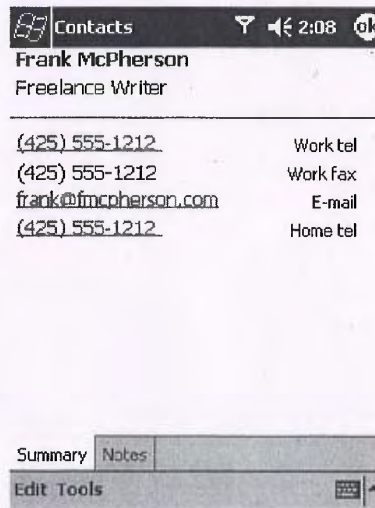 Contacts 2:08 ok
Frank McPherson
Freelance Writer
(425) 555-1212 Work tel
(425) 555-1212 Work fax
frank@fmcpherson.com E-mail
(425) 555-1212 Home tel
Summary Notes
Edit Tools